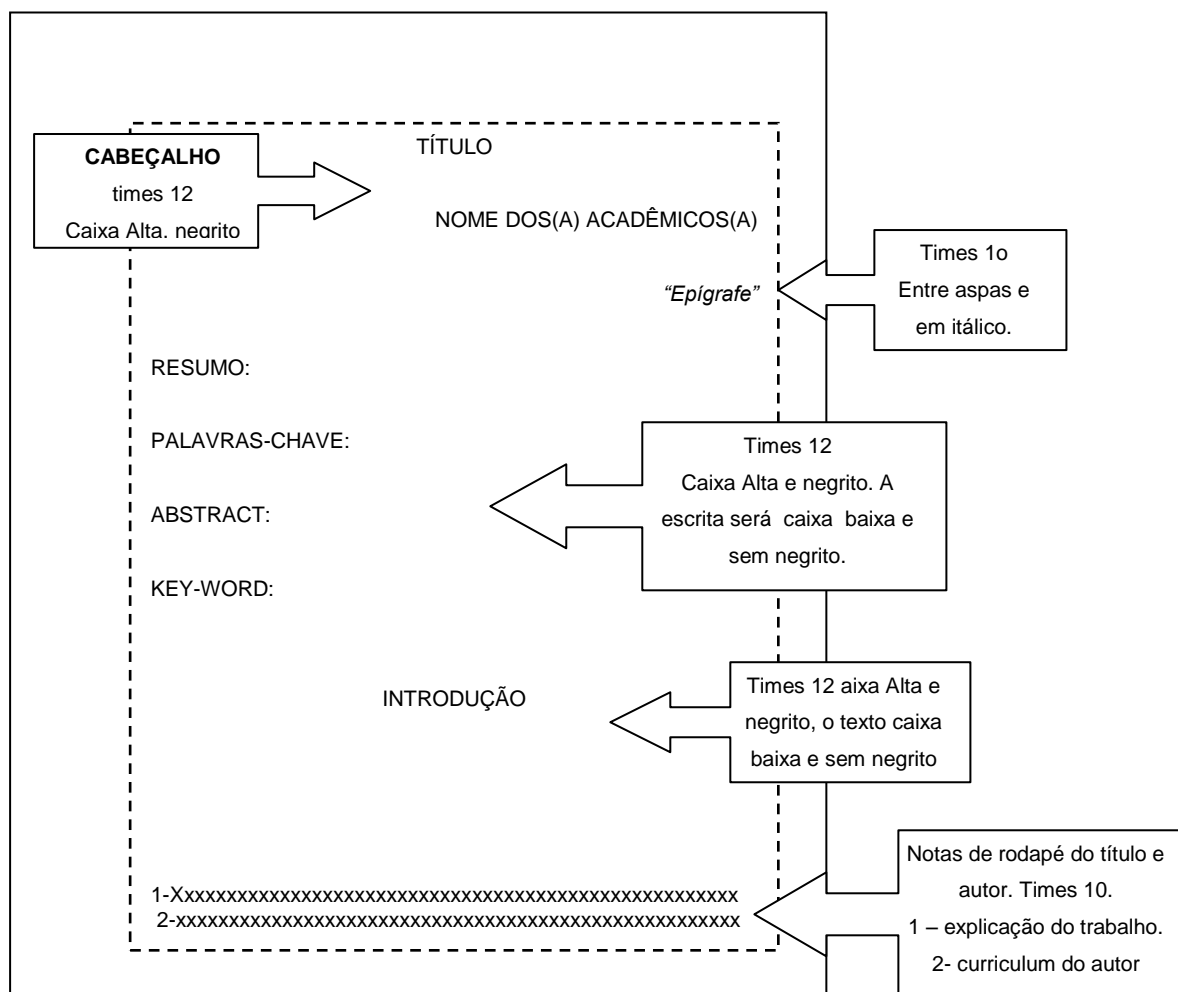 TÍTULO
CABEÇALHO
times 12
Caixa Alta, negrito
NOME DOS(A) ACADÊMICOS(A)
“Epígrafe”
Times 1o
Entre aspas e
em itálico.
RESUMO:
PALAVRAS-CHAVE:
ABSTRACT:
KEY-WORD:
Times 12
Caixa Alta e negrito. A
escrita será caixa baixa e
sem negrito.
INTRODUÇÃO
Times 12 aixa Alta e
negrito, o texto caixa
baixa e sem negrito
1-Xxxxxxxxxxxxxxxxxxxxxxxxxxxxxxxxxxxxxxxxxxxxxxxxxxxxx
2-xxxxxxxxxxxxxxxxxxxxxxxxxxxxxxxxxxxxxxxxxxxxxxxxxxxxx
Notas de rodapé do título e
autor. Times 10.
1 – explicação do trabalho.
2- curriculum do autor